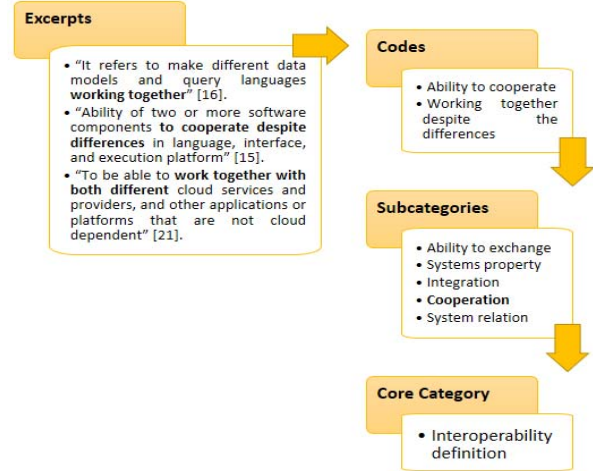 Excerpts
• “It refers to make different data
models and query languages
working together” [16].
• “Ability of two or more software
components to cooperate despite
differences in language, interface,
and execution platform” [15].
• “To be able to work together with
both different cloud services and
providers, and other applications or
platforms that are not cloud
dependent” [21].
Codes
• Ability to cooperate
• Working together
despite the
differences
Subcategories
• Ability to exchange
• Systems property
• Integration
• Cooperation
• System relation
Core Category
• Interoperability
definition